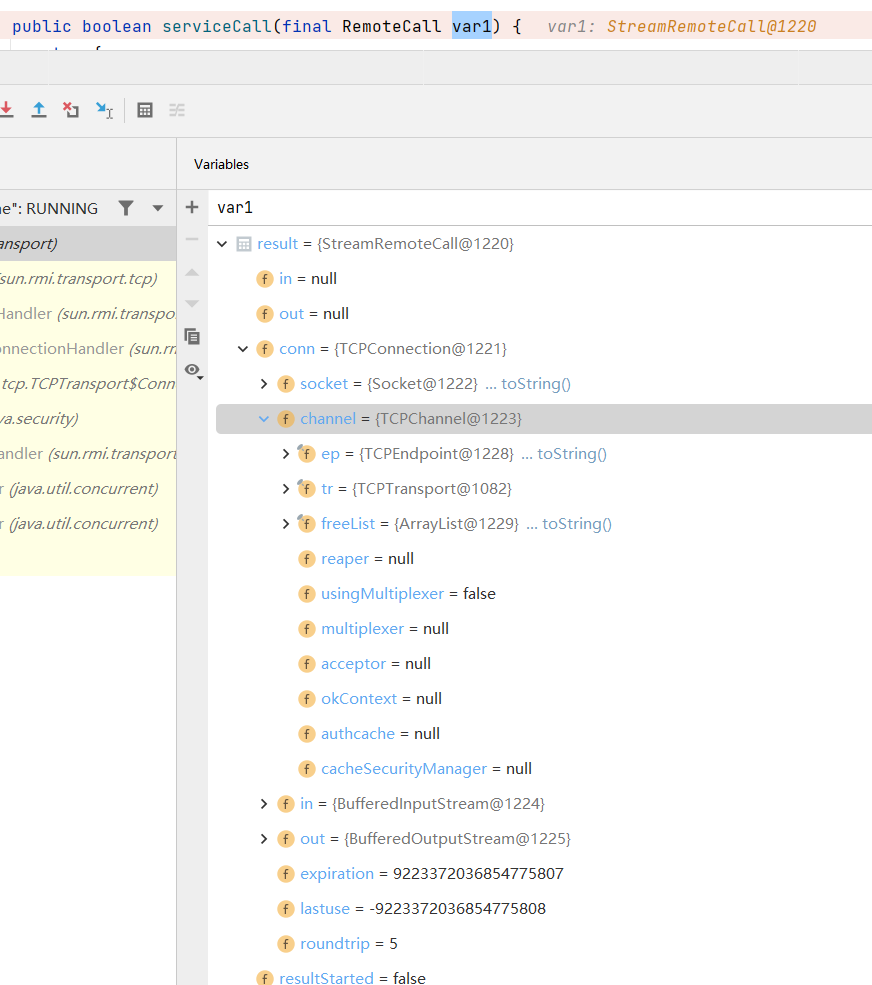 public boolean serviceCall(final RemoteCall var1) { var1: StreamRemoteCall@1220
Variables
ne": RUNNING
var1
ansport)
(sun.rmi.transport.tcp)
Handler (sun.rmi.transpo
onnectionHandler (sun.rn
.tcp.TCPTransport$Conn
va.security)
andler (sun.rmi.transport
r (java.util.concurrent)
r (java.util.concurrent)
result = {StreamRemoteCall@1220}
in = null
out = null
conn = {TCPConnection@1221}
socket = {Socket@1222} ... toString()
channel = {TCPChannel@1223}
ep = {TCPEndpoint@1228} ... toString()
tr = {TCPTransport@1082}
freeList = {ArrayList@1229} ... toString()
reaper = null
usingMultiplexer = false
multiplexer = null
acceptor = null
okContext = null
authcache = null
cacheSecurityManager = null
in = {BufferedInputStream@1224}
out = {BufferedOutputStream@1225}
expiration = 9223372036854775807
lastuse = -9223372036854775808
roundtrip = 5
resultStarted = false